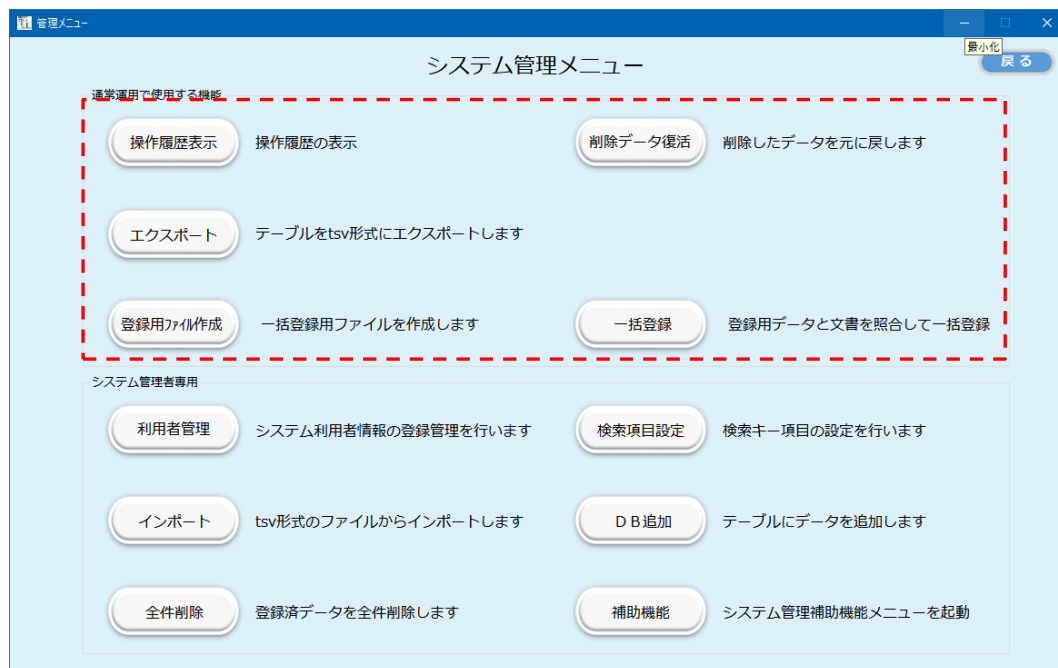 管理メニュー
最小化
システム管理メニュー
戻る
通常運用で使用する機能
操作履歴表示 操作履歴の表示 削除データ復活 削除したデータを元に戻します
エクスポート テーブルをtsv形式にエクスポートします
登録用ﾌｧｲﾙ作成 一括登録用ファイルを作成します 一括登録 登録用データと文書を照合して一括登録
システム管理者専用
利用者管理 システム利用者情報の登録管理を行います 検索項目設定 検索キー項目の設定を行います
インポート tsv形式のファイルからインポートします ＤＢ追加 テーブルにデータを追加します
全件削除 登録済データを全件削除します 補助機能 システム管理補助機能メニューを起動